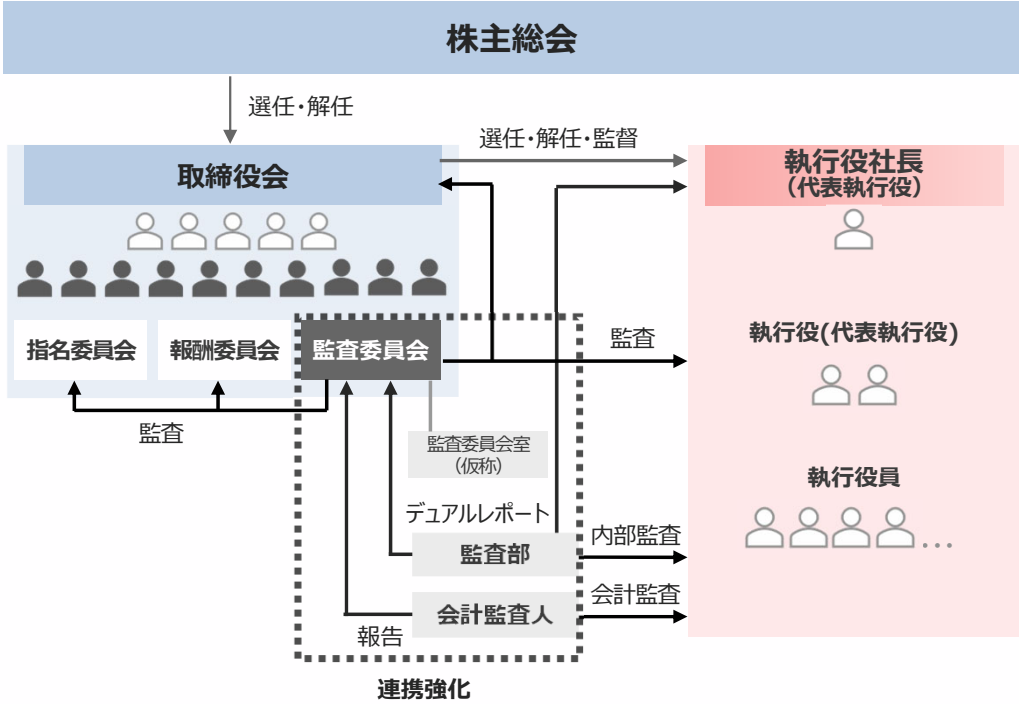 株主総会
選任・解任
選任・解任・監督
取締役会
執行役社長
（代表執行役）
指名委員会
報酬委員会
監査委員会
監査
執行役(代表執行役)
監査
監査委員会室
（仮称）
執行役員
デュアルレポート
監査部
内部監査
…
会計監査人
会計監査
報告
連携強化